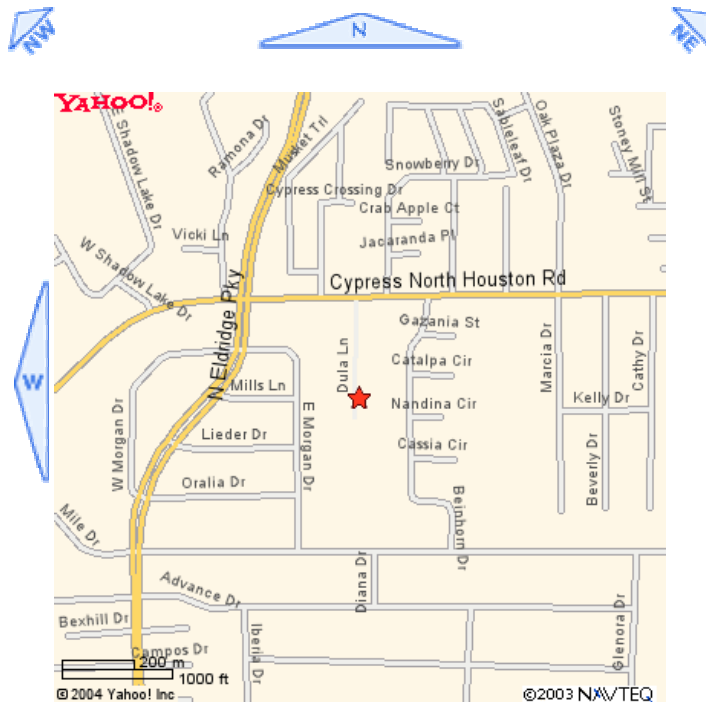 NW
N
NE
YAHOO!®
E Shadow Lake Dr
Ramona Dr
Musket Trl
Sableleaf Dr
Oak Plaza Dr
Stoney Mill St
Snowberry Dr
Cypress Crossing Dr
Crab Apple Ct
Vicki Ln
Jacaranda Pl
W Shadow Lake Dr
Cypress North Houston Rd
N Eldridge Pky
Gazania St
Dula Ln
Catalpa Cir
Marcia Dr
Cathy Dr
W
Mills Ln
Nandina Cir
Kelly Dr
W Morgan Dr
E Morgan Dr
Lieder Dr
Cassia Cir
Beverly Dr
Oralia Dr
Beinhorn Dr
Mile Dr
Diana Dr
Advance Dr
Bexhill Dr
Iberia Dr
Glenora Dr
Campos Dr
200 m
1000 ft
© 2004 Yahoo! Inc
©2003 NAVTEQ